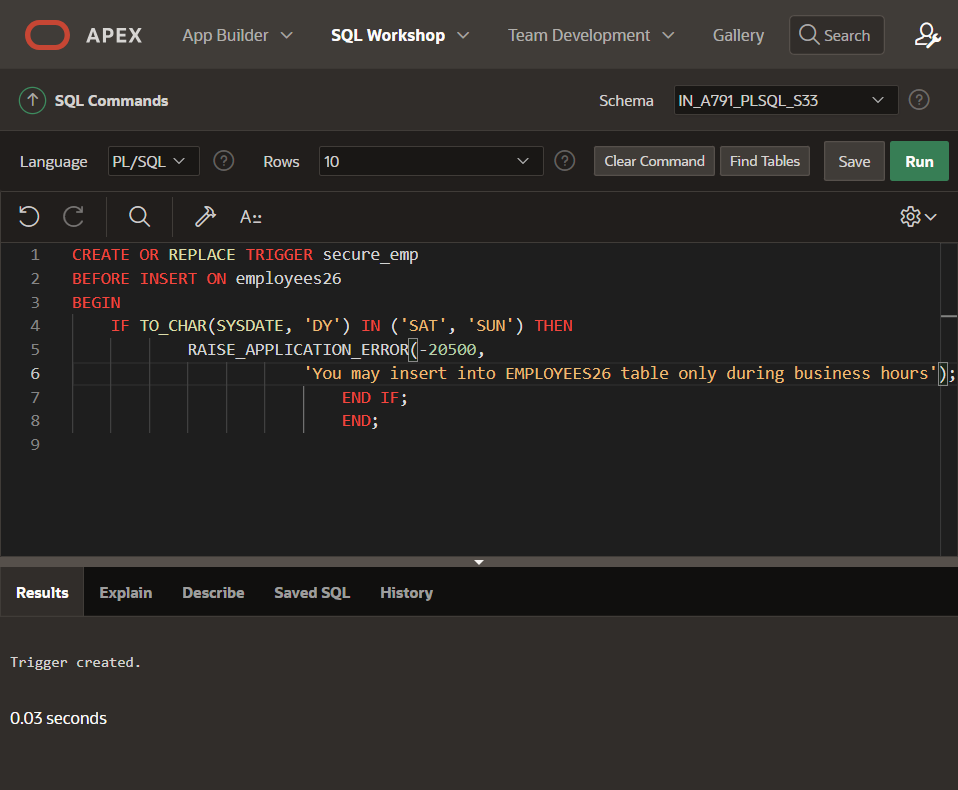 APEX App Builder SQL Workshop Team Development Gallery Search
SQL Commands Schema IN_A791_PLSQL_S33 ?
Language PL/SQL ? Rows 10 ? Clear Command Find Tables Save Run
A::
1 CREATE OR REPLACE TRIGGER secure_emp
2 BEFORE INSERT ON employees26
3 BEGIN
4 IF TO_CHAR(SYSDATE, 'DY') IN ('SAT', 'SUN') THEN
5 RAISE_APPLICATION_ERROR(-20500,
6 'You may insert into EMPLOYEES26 table only during business hours');
7 END IF;
8 END;
9
Results Explain Describe Saved SQL History
Trigger created.
0.03 seconds